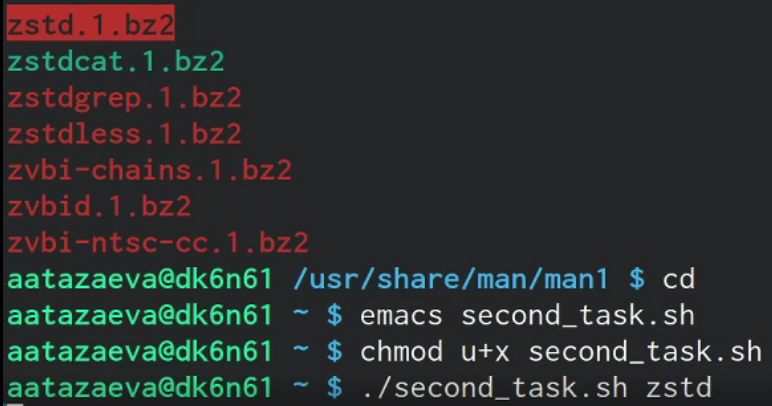 zstd.1.bz2
zstdcat.1.bz2
zstdgrep.1.bz2
zstdless.1.bz2
zvbi-chains.1.bz2
zvbid.1.bz2
zvbi-ntsc-cc.1.bz2
aatazaeva@dk6n61 /usr/share/man/man1 $ cd
aatazaeva@dk6n61 ~ $ emacs second_task.sh
aatazaeva@dk6n61 ~ $ chmod u+x second_task.sh
aatazaeva@dk6n61 ~ $ ./second_task.sh zstd